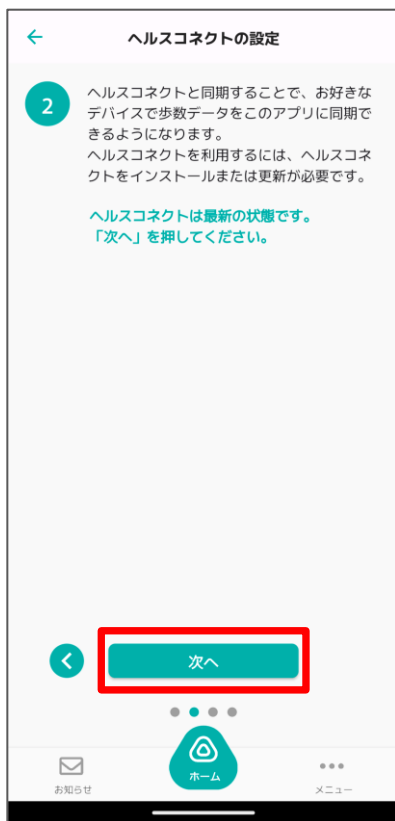 ヘルスコネクトの設定
2
ヘルスコネクトと同期することで、お好きな
デバイスで歩数データをこのアプリに同期で
きるようになります。
ヘルスコネクトを利用するには、ヘルスコネ
クトをインストールまたは更新が必要です。
ヘルスコネクトは最新の状態です。
「次へ」を押してください。
次へ
お知らせ
ホーム
メニュー